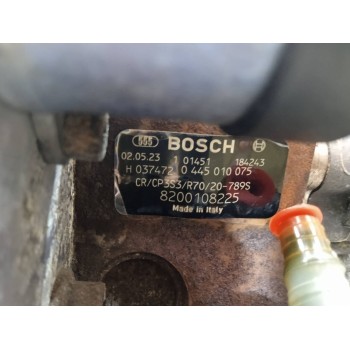 555 BOSCH
02.05.23 1 01451 184243
H 037472 0 445 010 075
CR/CP3S3/R70/20-789S
8200108225
Made in Italy